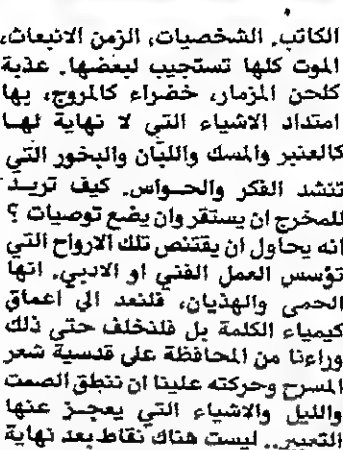 الكاتب. الشخصيات، الزمن الانبعاث،
الموت كلها تستجيب لبعضها. عذبة
كلحن المزمار، خضراء كالمروج، بها
امتداد الاشياء التي لا نهاية لها
كالعنبر والمسك واللبان والبخور التي
تنشد الفكر والحواس. كيف تريد
للمخرج ان يستقر وان يضع توصيات ؟
انه يحاول ان يقتنص تلك الارواح التي
تؤسس العمل الفني او الادبي. انها
الحمى والهذيان، فلنعد الى اعماق
كيمياء الكلمة بل فلنخلف حتى ذلك
وراءنا من المحافظة على قدسية شعر
المسرح وحركته علينا ان ننطق الصمت
والليل والاشياء التي يعجز عنها
التعبير.. ليست هناك نقاط بعد نهاية